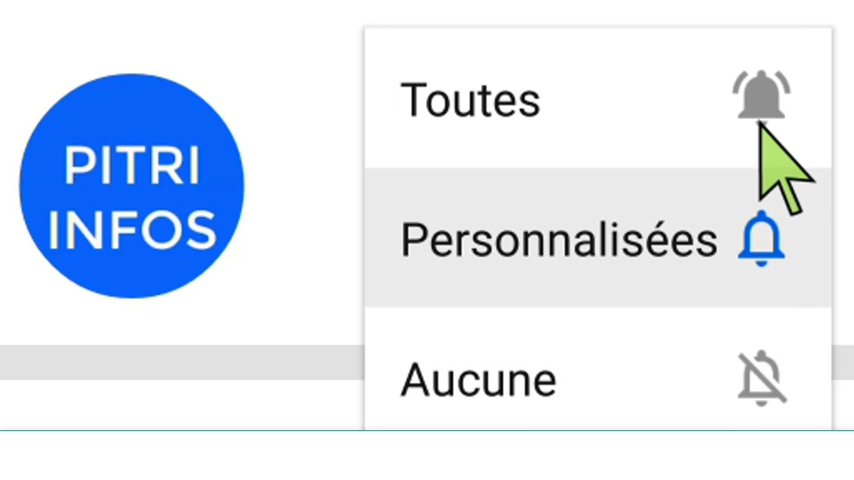 PITRI
INFOS
Toutes
Personnalisées
Aucune